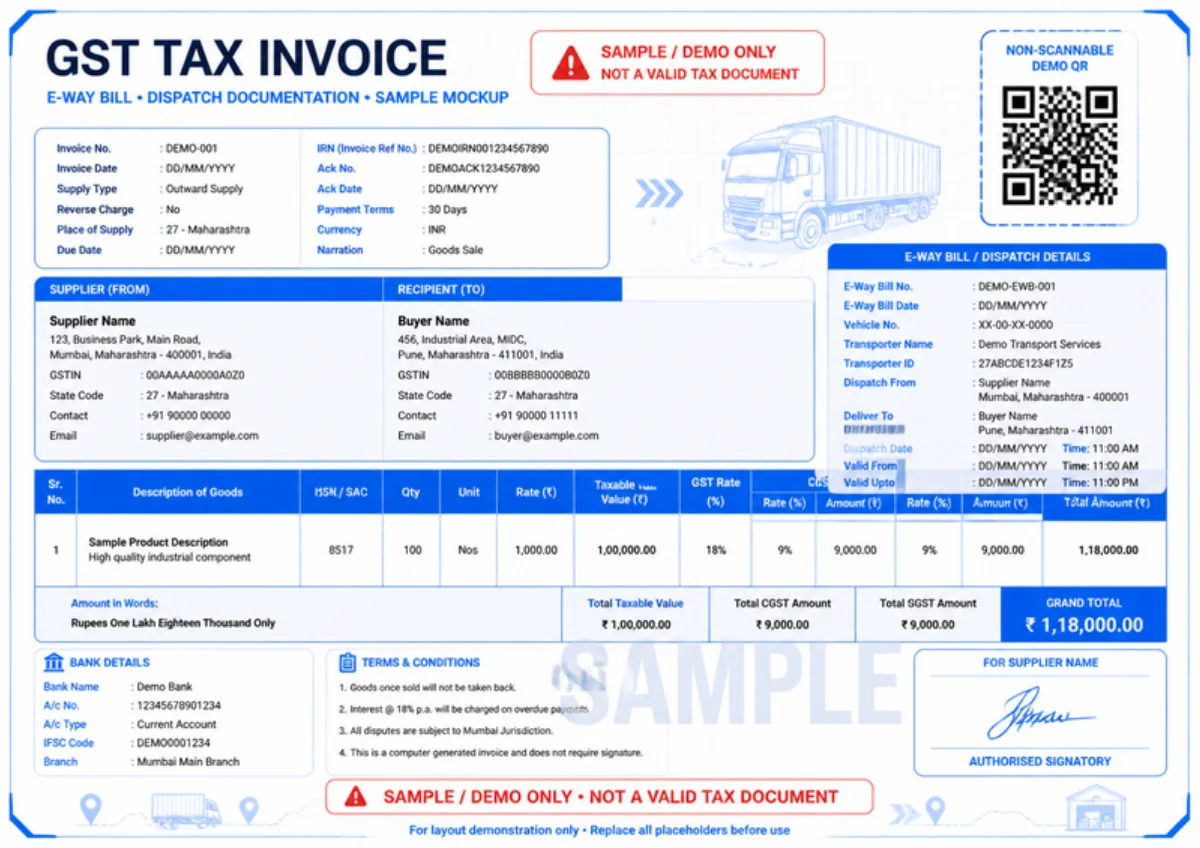 GST TAX INVOICE
E-WAY BILL • DISPATCH DOCUMENTATION • SAMPLE MOCKUP
SAMPLE / DEMO ONLY
NOT A VALID TAX DOCUMENT
NON-SCANNABLE
DEMO QR
Invoice No. : DEMO-001
Invoice Date : DD/MM/YYYY
Supply Type : Outward Supply
Reverse Charge : No
Place of Supply : 27 - Maharashtra
Due Date : DD/MM/YYYY
IRN (Invoice Ref No.) : DEMOIRN001234567890
Ack No. : DEMOACK1234567890
Ack Date : DD/MM/YYYY
Payment Terms : 30 Days
Currency : INR
Narration : Goods Sale
SUPPLIER (FROM)
Supplier Name
123, Business Park, Main Road,
Mumbai, Maharashtra - 400001, India
GSTIN : 00AAAAA0000A0Z0
State Code : 27 - Maharashtra
Contact : +91 90000 00000
Email : supplier@example.com
RECIPIENT (TO)
Buyer Name
456, Industrial Area, MIDC,
Pune, Maharashtra - 411001, India
GSTIN : 00BBBBB0000B0Z0
State Code : 27 - Maharashtra
Contact : +91 90000 11111
Email : buyer@example.com
E-WAY BILL / DISPATCH DETAILS
E-Way Bill No. : DEMO-EWB-001
E-Way Bill Date : DD/MM/YYYY
Vehicle No. : XX-00-XX-0000
Transporter Name : Demo Transport Services
Transporter ID : 27ABCDE1234F1Z5
Dispatch From : Supplier Name
Mumbai, Maharashtra - 400001
Deliver To : Buyer Name
Pune, Maharashtra - 411001
Dispatch Date : DD/MM/YYYY Time: 11:00 AM
Valid From : DD/MM/YYYY Time: 11:00 AM
Valid Upto : DD/MM/YYYY Time: 11:00 PM
Sr. No. Description of Goods HSN / SAC Qty Unit Rate (₹) Taxable Value (₹) GST Rate (%) Rate (%) Amount (₹) Rate (%) Amount (₹) Total Amount (₹)
1 Sample Product Description 8517 100 Nos 1,000.00 1,00,000.00 18% 9% 9,000.00 9% 9,000.00 1,18,000.00
High quality industrial component
Amount in Words:
Rupees One Lakh Eighteen Thousand Only
Total Taxable Value
₹ 1,00,000.00
Total CGST Amount
₹ 9,000.00
Total SGST Amount
₹ 9,000.00
GRAND TOTAL
₹ 1,18,000.00
BANK DETAILS
Bank Name : Demo Bank
A/c No. : 12345678901234
A/c Type : Current Account
IFSC Code : DEMO0001234
Branch : Mumbai Main Branch
TERMS & CONDITIONS
1. Goods once sold will not be taken back.
2. Interest @ 18% p.a. will be charged on overdue payments.
3. All disputes are subject to Mumbai Jurisdiction.
4. This is a computer generated invoice and does not require signature.
SAMPLE
FOR SUPPLIER NAME
AUTHORISED SIGNATORY
SAMPLE / DEMO ONLY • NOT A VALID TAX DOCUMENT
For layout demonstration only • Replace all placeholders before use